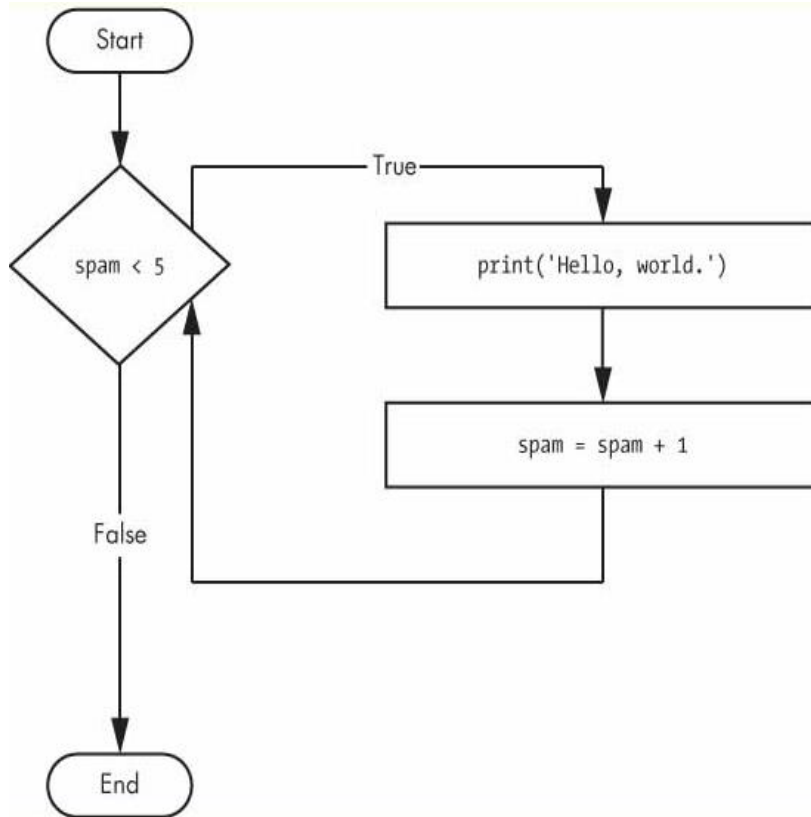 Start
True
spam < 5
print('Hello, world.')
spam = spam + 1
False
End